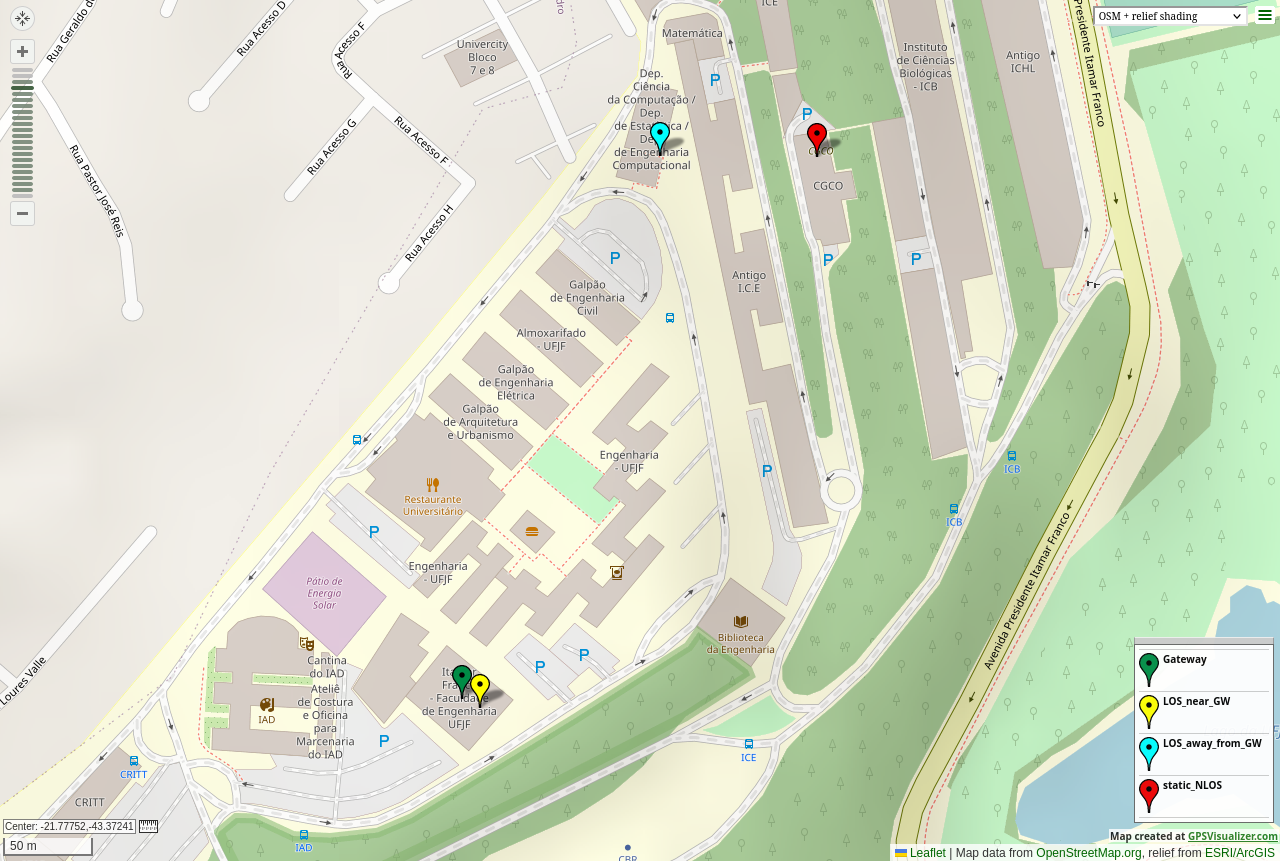 Rua Geraldo de
Rua Acesso D
Rua Acesso F
Univercity
Bloco
7 e 8
Rua Acesso G
Rua Acesso F
Rua Acesso H
Rua Pastor José Reis
ICE
Matemática
P
Dep.
Ciência
da Computação /
Dep.
de Estatística /
de Engenharia
Computacional
P
CGCO
CGCO
Instituto
de Ciências
Biológicas
- ICB
Antigo
ICHL
Presidente Itamar Franco
OSM + relief shading
P
P
P
Antigo
I.C.E
Galpão
de Engenharia
Civil
Almoxarifado
- UFJF
Galpão
de Engenharia
Elétrica
Galpão
de Arquitetura
e Urbanismo
Engenharia
- UFJF
P
ICB
ICB
Restaurante
Universitário
P
Engenharia
- UFJF
Pátio de
Energia
Solar
Avenida Presidente Itamar Franco
Biblioteca
da Engenharia
P
P
Loures Valle
Cantina
do IAD
Ateliê
de Costura
e Oficina
para
Marcenaria
do IAD
IAD
- Faculdade
de Engenharia
UFJF
P
ICE
CRITT
CRITT
IAD
CBR
Gateway
LOS_near_GW
LOS_away_from_GW
static_NLOS
Center: -21.77752,-43.37241
50 m
Map created at GPSVisualizer.com
Leaflet | Map data from OpenStreetMap.org, relief from ESRI/ArcGIS